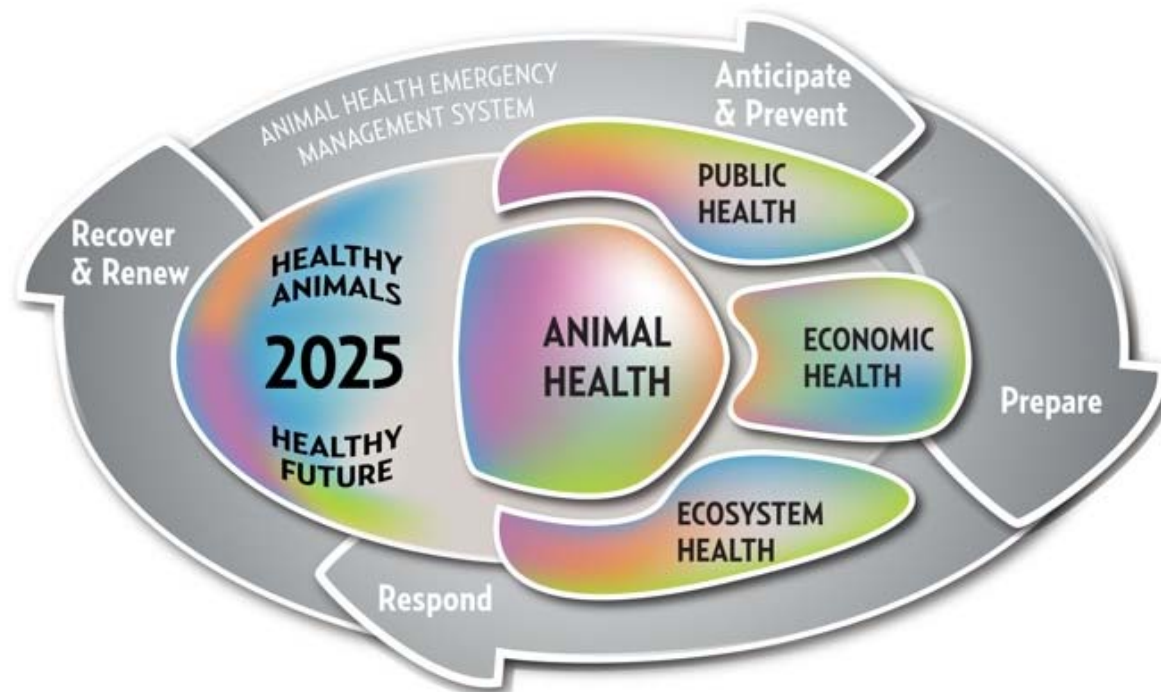 ANIMAL HEALTH EMERGENCY
MANAGEMENT SYSTEM
Anticipate
& Prevent
PUBLIC
HEALTH
Recover
& Renew
HEALTHY
ANIMALS
2025
HEALTHY
FUTURE
ANIMAL
HEALTH
ECONOMIC
HEALTH
Prepare
ECOSYSTEM
HEALTH
Respond